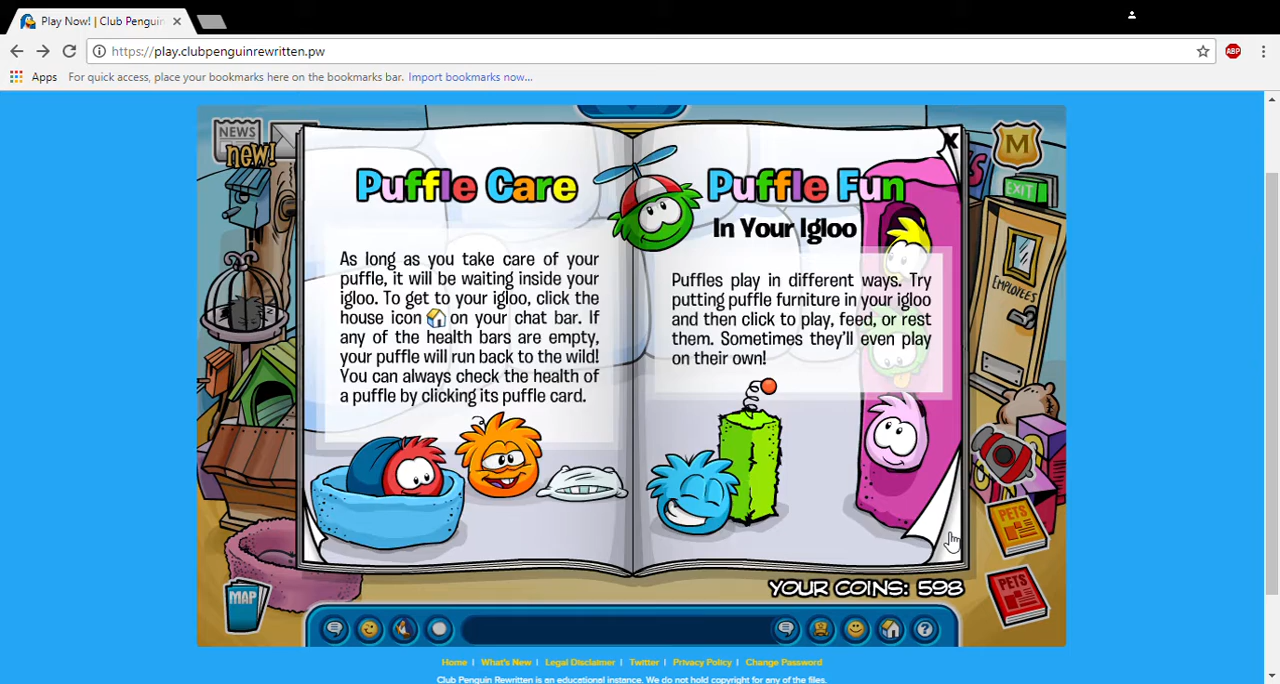 Play Now! | Club Penguin
https://play.clubpenguinrewritten.pw
ABP
Apps
For quick access, place your bookmarks here on the bookmarks bar. Import bookmarks now...
NEWS
new!
M
EXIT
EMPLOYEES
Puffle Care
As long as you take care of your
puffle, it will be waiting inside your
igloo. To get to your igloo, click the
house icon on your chat bar. If
any of the health bars are empty,
your puffle will run back to the wild!
You can always check the health of
a puffle by clicking its puffle card.
Puffle Fun
In Your Igloo
X
Puffles play in different ways. Try
putting puffle furniture in your igloo
and then click to play, feed, or rest
them. Sometimes they'll even play
on their own!
PETS
PETS
MAP
YOUR COINS: 598
?
Home | What's New | Legal Disclaimer | Twitter | Privacy Policy | Change Password
Club Penguin Rewritten is an educational instance. We do not hold copyright for any of the files.